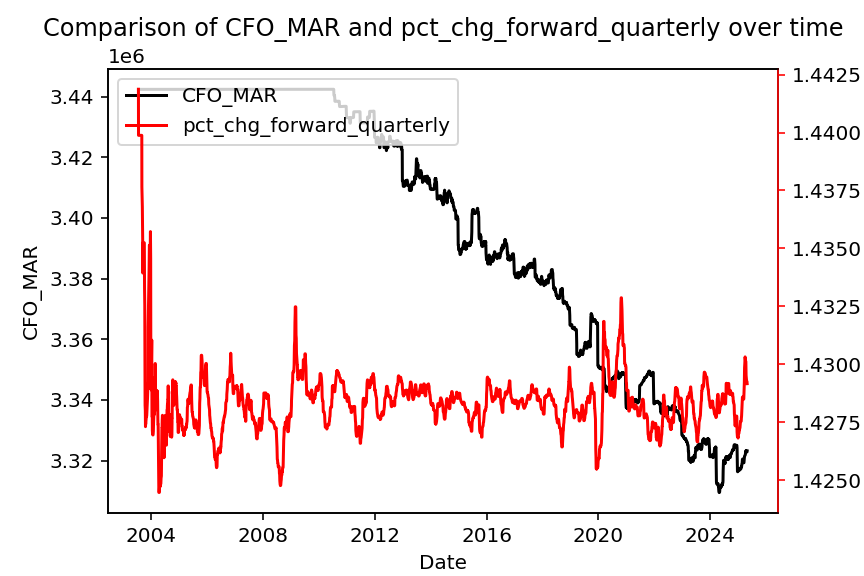 Comparison of CFO_MAR and pct_chg_forward_quarterly over time
1e6
CFO_MAR
pct_chg_forward_quarterly
3.44
3.42
3.40
3.38
3.36
3.34
3.32
CFO_MAR
1.4425
1.4400
1.4375
1.4350
1.4325
1.4300
1.4275
1.4250
2004 2008 2012 2016 2020 2024
Date